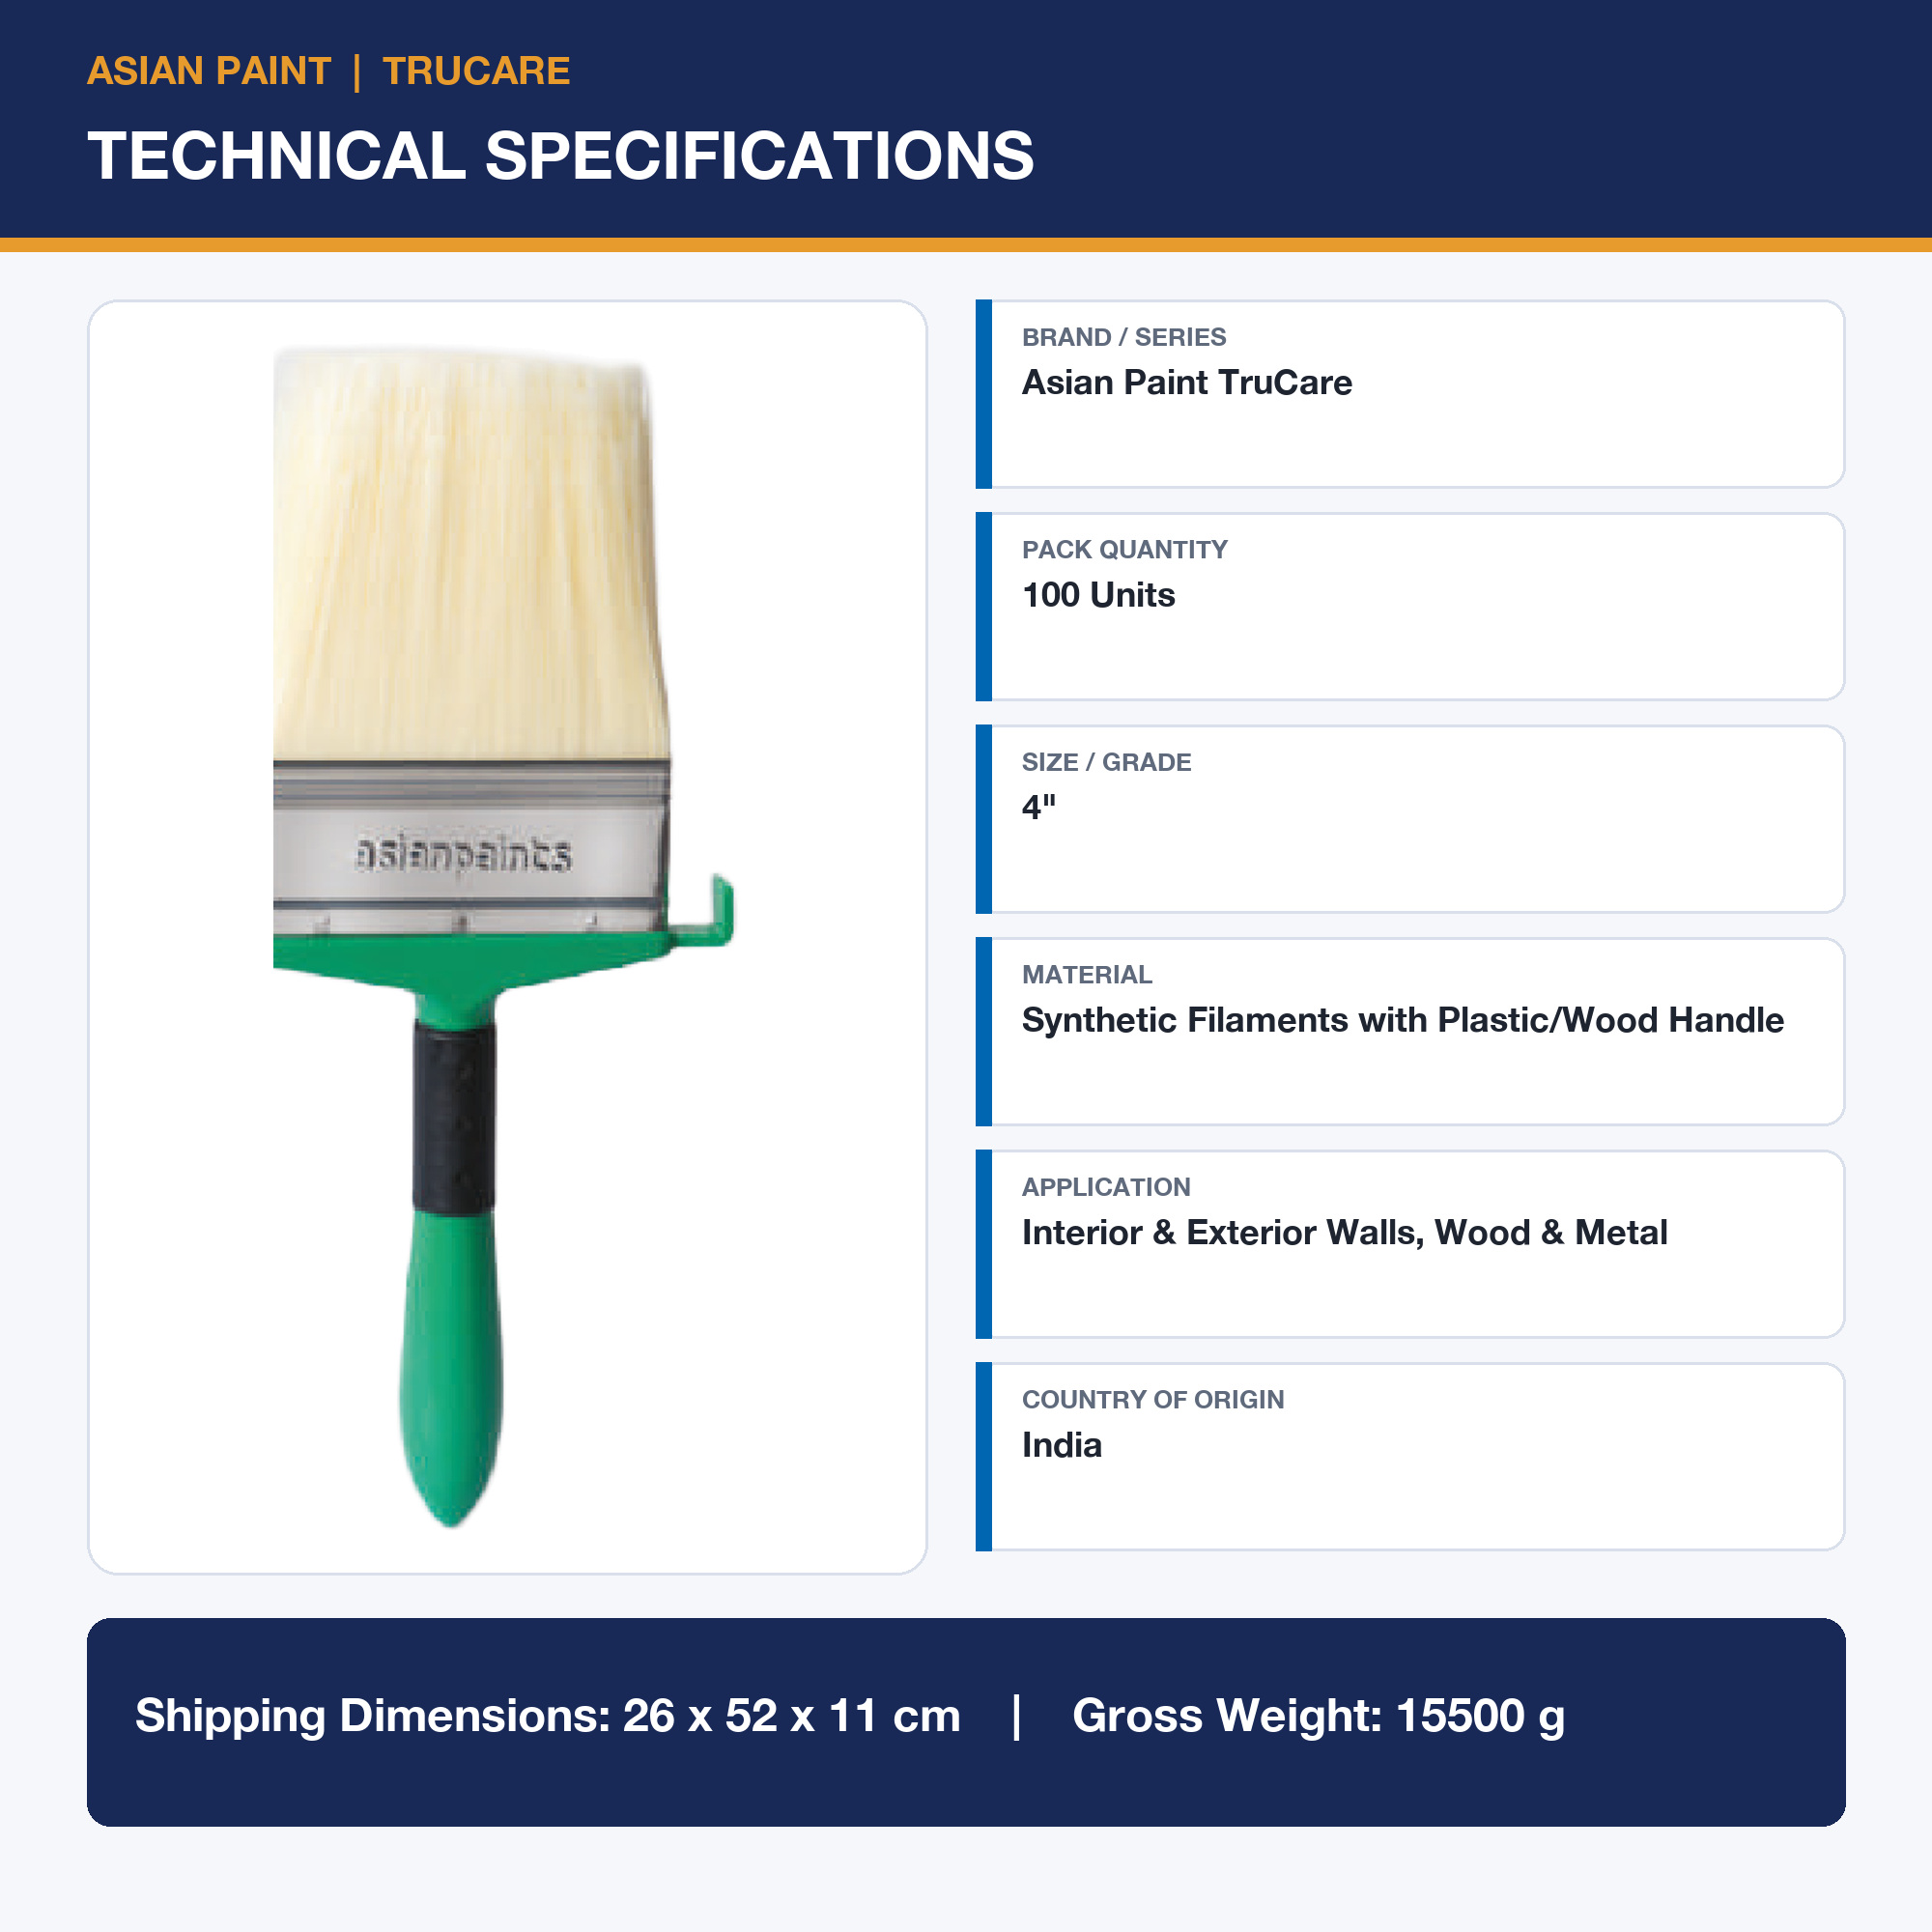 ASIAN PAINT | TRUCARE
TECHNICAL SPECIFICATIONS
asianpaints
BRAND / SERIES
Asian Paint TruCare
PACK QUANTITY
100 Units
SIZE / GRADE
4"
MATERIAL
Synthetic Filaments with Plastic/Wood Handle
APPLICATION
Interior & Exterior Walls, Wood & Metal
COUNTRY OF ORIGIN
India
Shipping Dimensions: 26 x 52 x 11 cm | Gross Weight: 15500 g